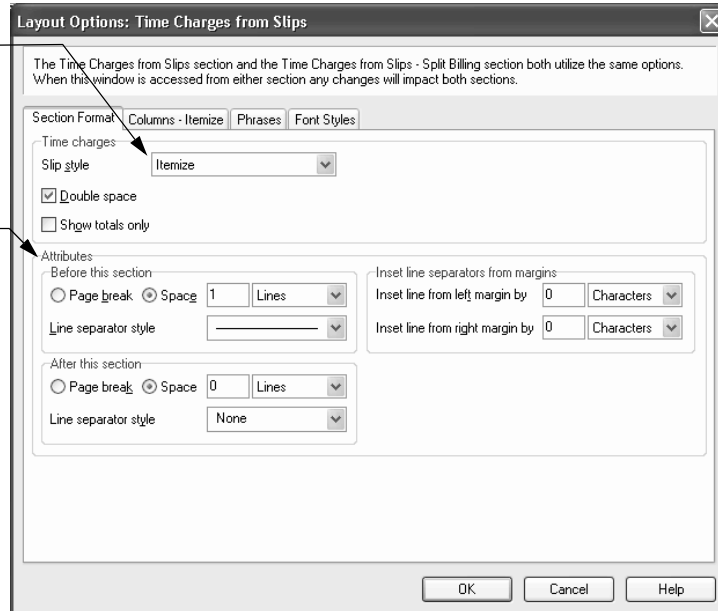 Layout Options: Time Charges from Slips
The Time Charges from Slips section and the Time Charges from Slips - Split Billing section both utilize the same options.
When this window is accessed from either section any changes will impact both sections.
Section Format Columns - Itemize Phrases Font Styles
Time charges
Slip style Itemize
Double space
Show totals only
Attributes
Before this section
Page break Space 1 Lines
Line separator style
Inset line separators from margins
Inset line from left margin by 0 Characters
Inset line from right margin by 0 Characters
After this section
Page break Space 0 Lines
Line separator style None
OK Cancel Help